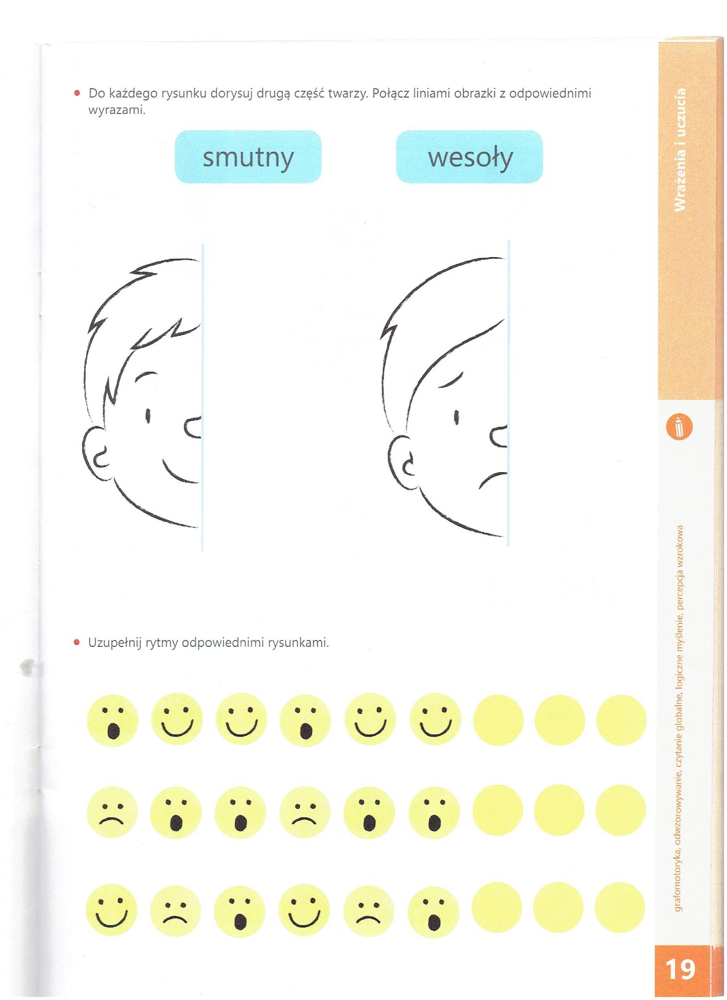 Do każdego rysunku dorysuj drugą część twarzy. Połącz liniami obrazki z odpowiednimi
wyrazami.
smutny
wesoły
Uzupełnij rytmy odpowiednimi rysunkami.
Wrażenia i uczucia
grafomotoryka, odwzorowywanie, czytanie globalne, logiczne myślenie, percepcja wzrokowa
19